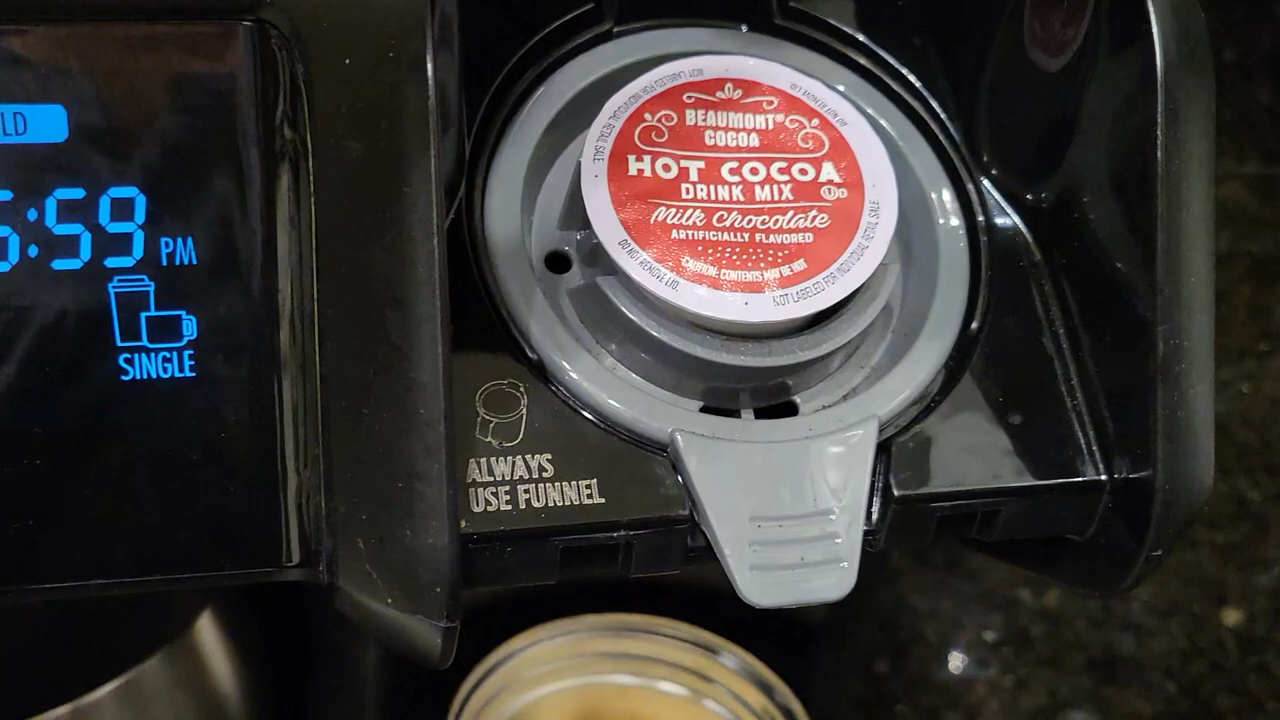 LD
:59 PM
SINGLE
ALWAYS
USE FUNNEL
BEAUMONT®
COCOA
HOT COCOA
DRINK MIX
UD
Milk Chocolate
ARTIFICIALLY FLAVORED
CAUTION: CONTENTS MAY BE HOT
DO NOT REMOVE LID.
NOT LABELED FOR INDIVIDUAL RETAIL SALE.
DO NOT REMOVE LID.
NOT LABELED FOR INDIVIDUAL RETAIL SALE.